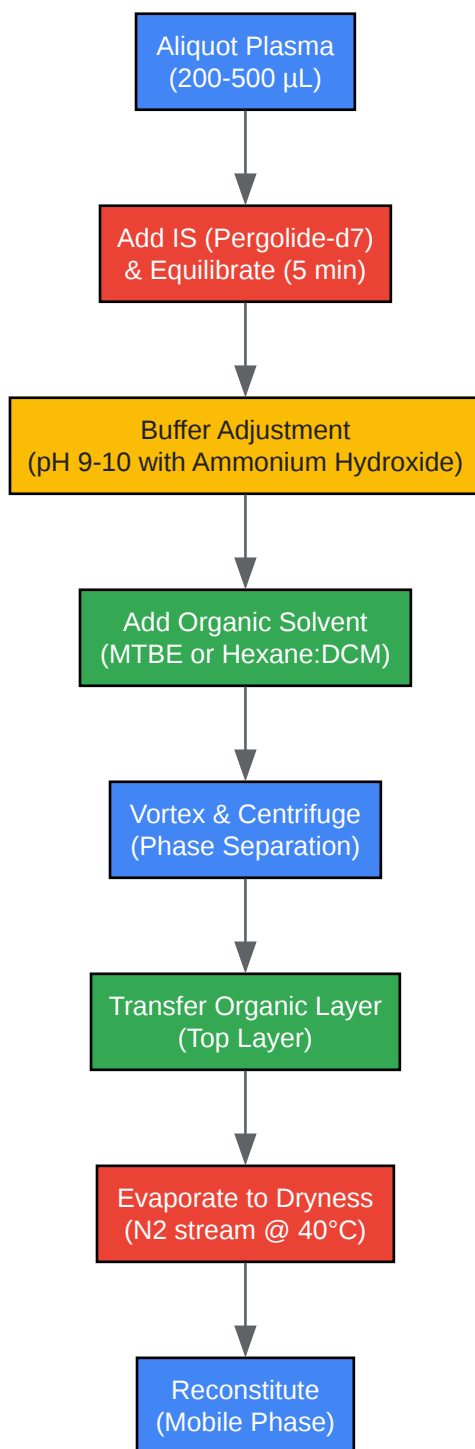 Aliquot Plasma
(200-500 µL)
Add IS (Pergolide-d7)
& Equilibrate (5 min)
Buffer Adjustment
(pH 9-10 with Ammonium Hydroxide)
Add Organic Solvent
(MTBE or Hexane:DCM)
Vortex & Centrifuge
(Phase Separation)
Transfer Organic Layer
(Top Layer)
Evaporate to Dryness
(N2 stream @ 40°C)
Reconstitute
(Mobile Phase)